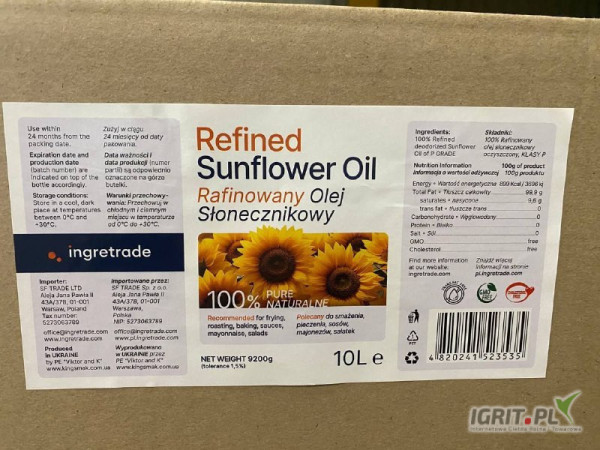 Use within
24 months from the
packing date.
Expiration date and
production date
(batch number) are
indicated on top of the
bottle accordingly.
Storage conditions:
Store in a cool, dark
place at temperatures
between 0°C and
+30°C.
Zużyj w ciągu
24 miesięcy od daty
pakowania.
Data ważności i
data produkcji (numer
partii) są odpowiednio
oznaczone na górze
butelki.
Warunki przechowy-
wania: Przechowuj w
chłodnym i ciemnym
miejscu w temperaturze
od 0°C do +30°C.
ingretrade
Importer:
SF TRADE LTD
Aleja Jana Pawła II
43A/37B, 01-001
Warsaw, Poland
Tax number:
5273063789
office@ingretrade.com
www.ingretrade.com
Produced
in UKRAINE
by PE "Viktor and K"
www.kingsmak.com.ua
Importowane przez:
SF TRADE Sp. z o.o.
Aleja Jana Pawła II
43A/37B, 01-001
Warszawa,
Polska
NIP: 5273063789
office@ingretrade.com
pl.ingretrade.com
Wyprodukowano
w UKRAINIE przez
PE "Viktor and K"
www.kingsmak.com.ua
Refined
Sunflower Oil
Rafinowany Olej
Słonecznikowy
100% PURE
NATURALNE
Recommended for frying,
roasting, baking, sauces,
mayonnaise, salads
Polecany do smażenia,
pieczenia, sosów,
majonezów, sałatek
NET WEIGHT 9200g
(tolerance 1,5%)
10L e
Ingredients:
100% Refined
deodorized Sunflower
Oil of P GRADE
Składniki:
100% Rafinowany
olej słonecznikowy
oczyszczony, KLASY P
Nutrition Information 100g of product
Informacja o wartości odżywczej 100g produktu
Energy • Wartość energetyczna
Total Fat • Tłuszcz całkowity 99,9 g
saturates • nasycone 9,6 g
trans fat • tłuszcze trans 0
Carbohydrate • Węglowodany 0
Protein • Białko 0
Salt • Sól 0
GMO free
Cholesterol free
Find more information
at our website:
ingretrade.com
Znajdź więcej
informacji na stronie
pl.ingretrade.com
4 820241 523535
IGRIT.PL
Internetowa Giełda Rolna i Towarowa